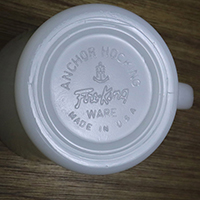 ANCHOR HOCKING
Fire-King
WARE
MADE IN U.S.A.